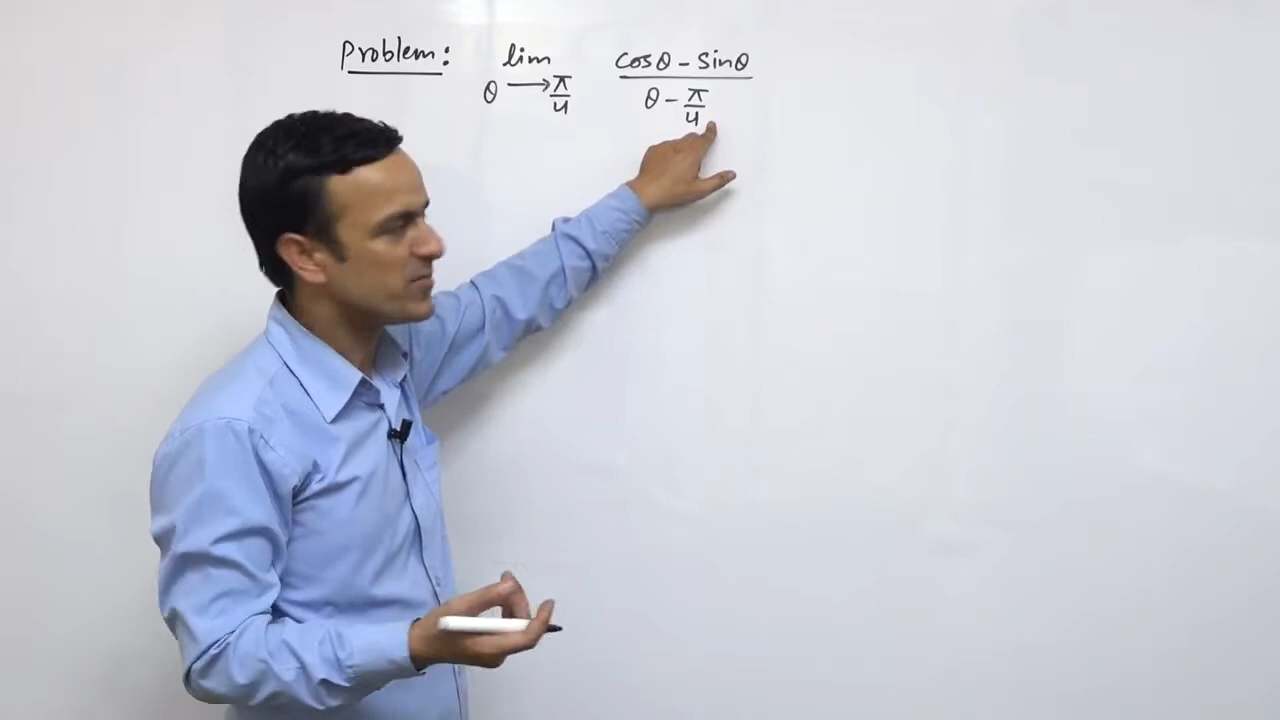 Problem: lim θ → π/4 (cosθ - sinθ)/(θ - π/4)